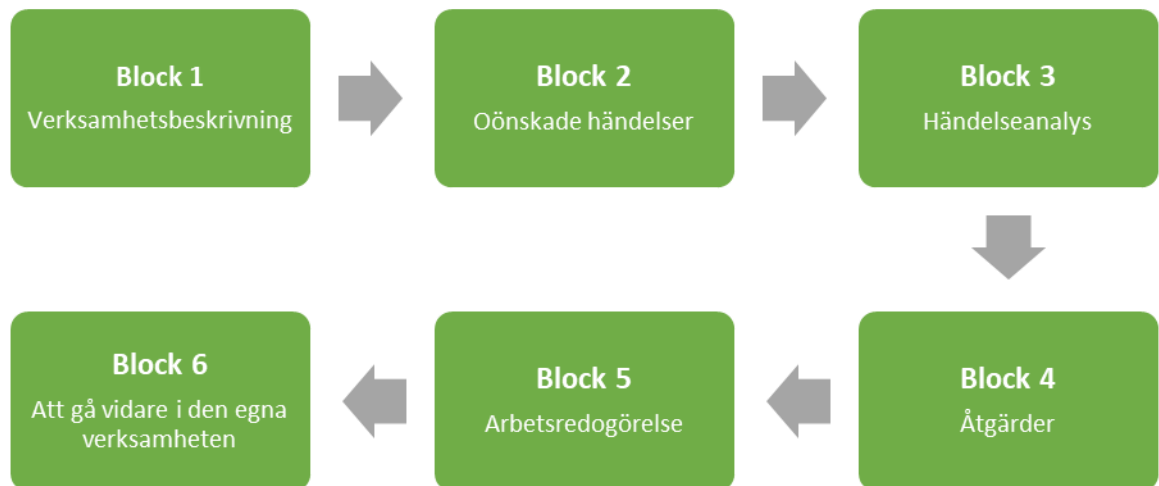 Block 1
Verksamhetsbeskrivning
Block 2
Oönskade händelser
Block 3
Händelseanalys
Block 4
Åtgärder
Block 5
Arbetsredogörelse
Block 6
Att gå vidare i den egna
verksamheten